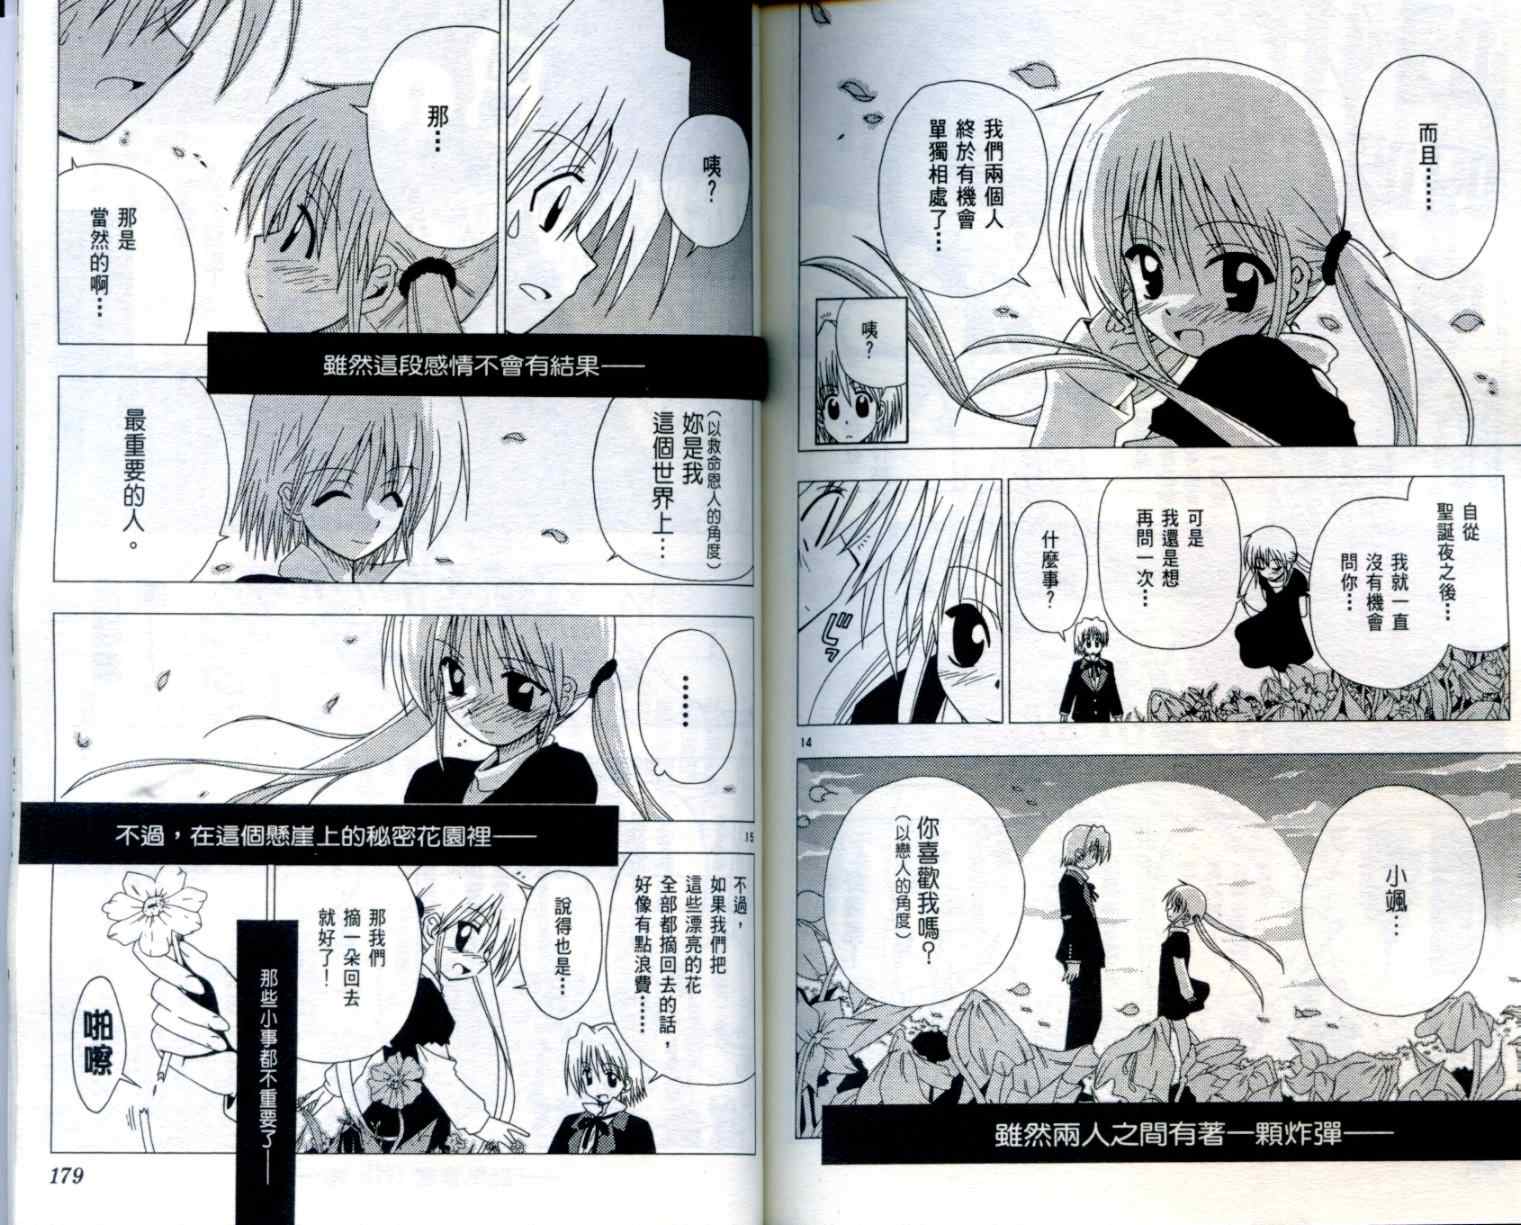 而且……
我們兩個人
終於有機會
單獨相處了…
咦？
自從
聖誕夜之後…
我就一直
沒有機會
問你…
可是
我還是想
再問一次…
什麼事？
じっ
14
小颯…
你喜歡我嗎？
（以戀人的角度）
雖然兩人之間有著一顆炸彈——
咦？
那…
那是
當然的啊…
雖然這段感情不會有結果——
（以救命恩人的角度）
妳是我
這個世界上…
最重要的人。
……
15
不過，在這個懸崖上的秘密花園裡——
不過，
如果我們把
這些漂亮的花
全部都摘回去的話，
好像有點浪費……
說得也是…
那我們
摘一朵回去
就好了！
啪嚓
那些小事都不重要了——
179